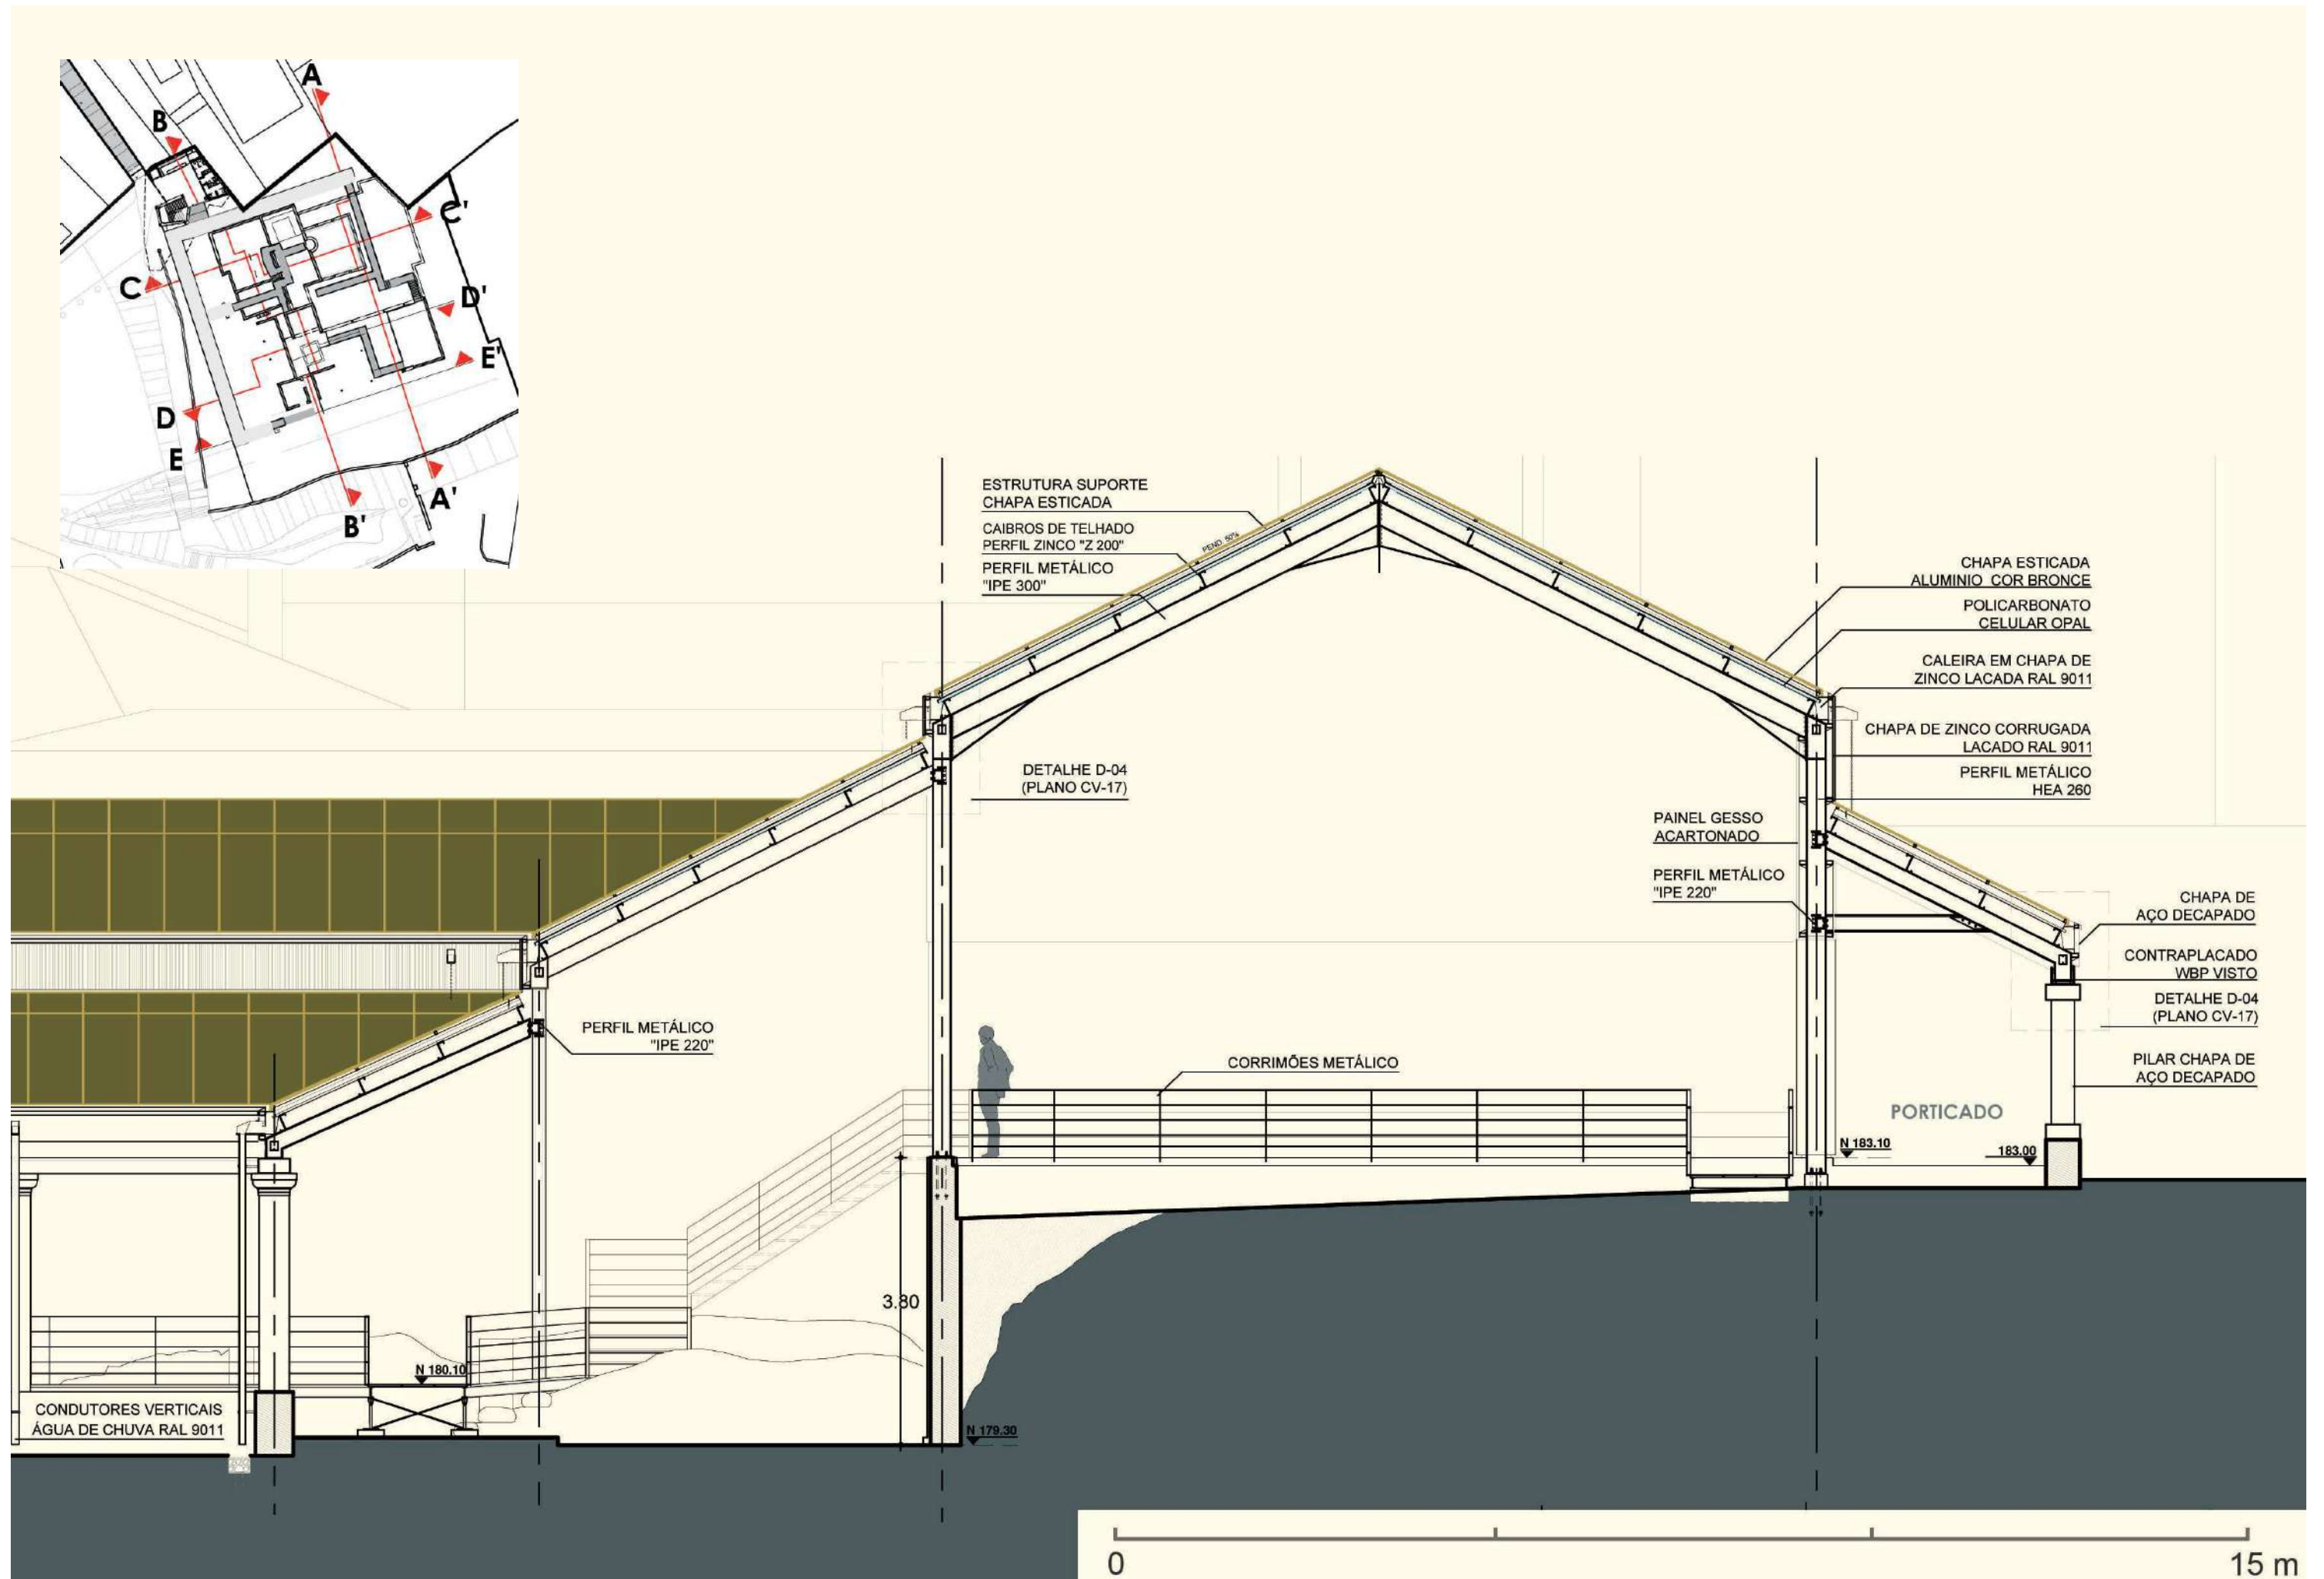 A
B
C'
C
D'
E'
D
E
A'
B'
ESTRUTURA SUPORTE
CHAPA ESTICADA
CAIBROS DE TELHADO
PERFIL ZINCO "Z 200"
PERFIL METÁLICO
"IPE 300"
PEND. 50%
CHAPA ESTICADA
ALUMINIO COR BRONCE
POLICARBONATO
CELULAR OPAL
CALEIRA EM CHAPA DE
ZINCO LACADA RAL 9011
CHAPA DE ZINCO CORRUGADA
LACADO RAL 9011
PERFIL METÁLICO
HEA 260
DETALHE D-04
(PLANO CV-17)
PAINEL GESSO
ACARTONADO
PERFIL METÁLICO
"IPE 220"
CHAPA DE
AÇO DECAPADO
CONTRAPLACADO
WBP VISTO
DETALHE D-04
(PLANO CV-17)
PERFIL METÁLICO
"IPE 220"
CORRIMÕES METÁLICO
PILAR CHAPA DE
AÇO DECAPADO
PORTICADO
N 183.10
183.00
3.80
N 180.10
CONDUTORES VERTICAIS
ÁGUA DE CHUVA RAL 9011
N 179.30
0
15 m